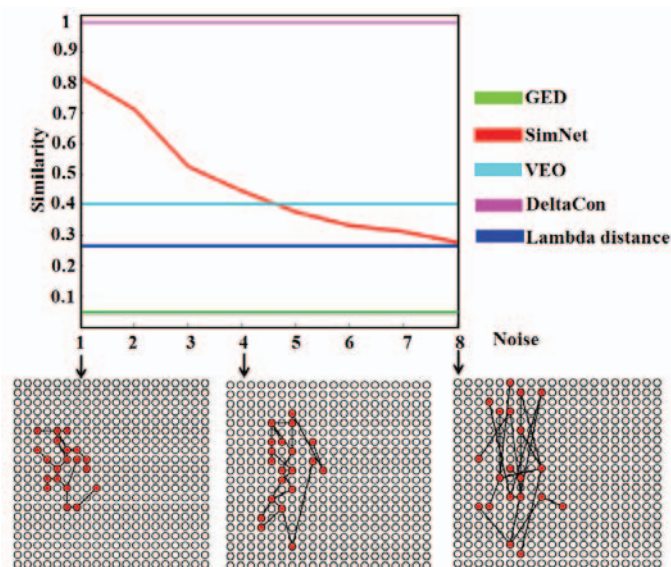 1
0.9
0.8
0.7
0.6
0.5
0.4
0.3
0.2
0.1
Similarity
1 2 3 4 5 6 7 8 Noise
GED
SimNet
VEO
DeltaCon
Lambda distance